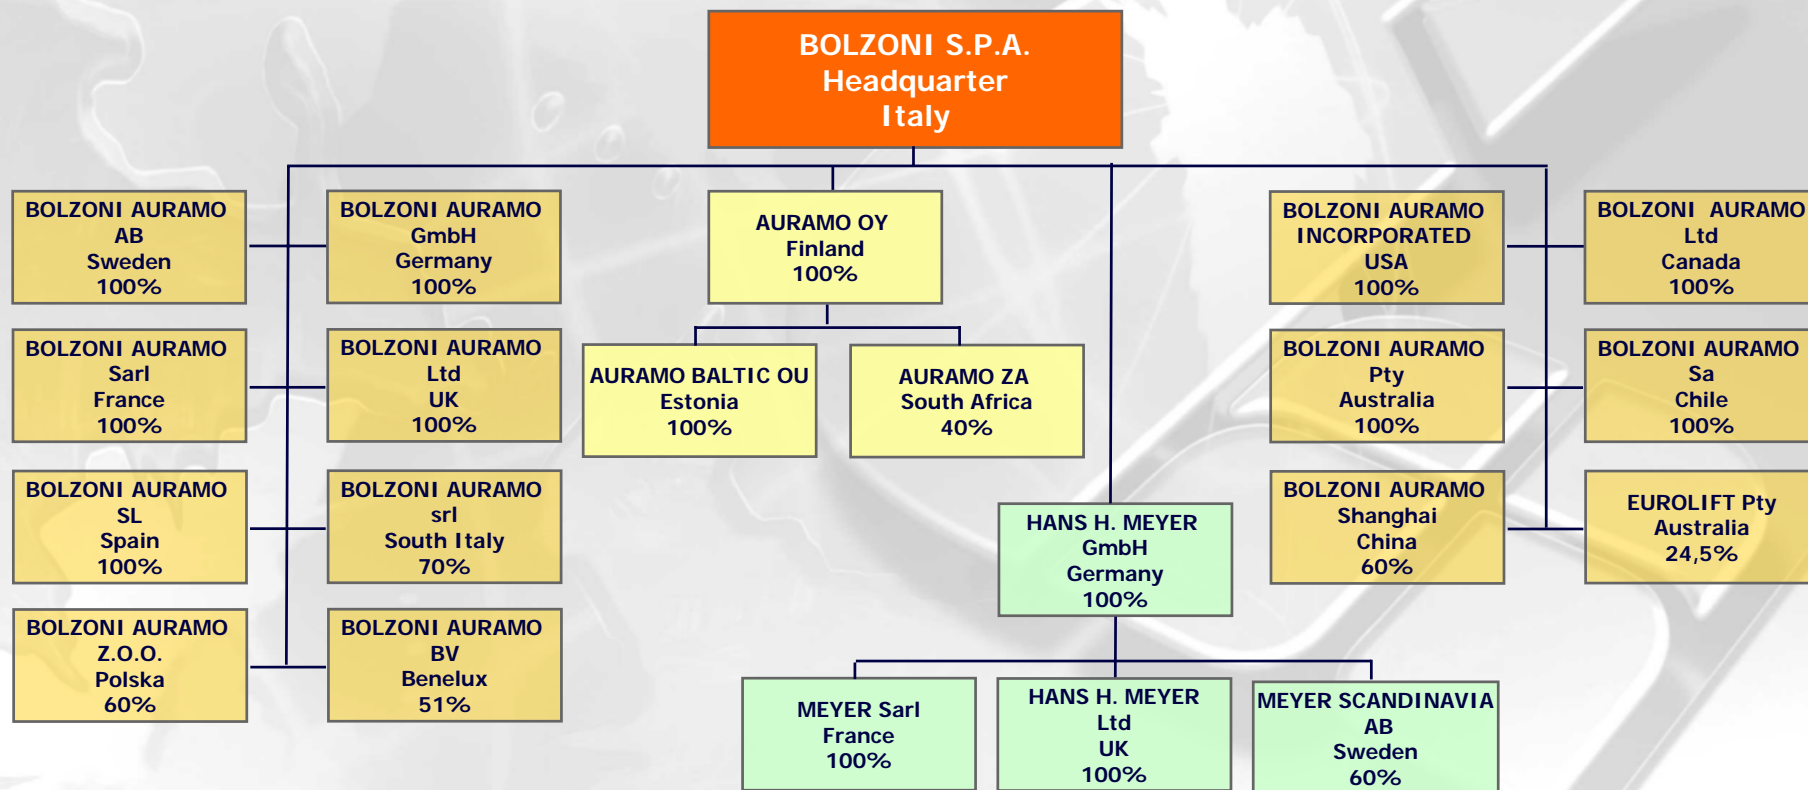 BOLZONI S.P.A.
Headquarter
Italy
BOLZONI AURAMO
AB
Sweden
100%
BOLZONI AURAMO
GmbH
Germany
100%
BOLZONI AURAMO
Sarl
France
100%
BOLZONI AURAMO
Ltd
UK
100%
BOLZONI AURAMO
SL
Spain
100%
BOLZONI AURAMO
srl
South Italy
70%
BOLZONI AURAMO
Z.O.O.
Polska
60%
BOLZONI AURAMO
BV
Benelux
51%
AURAMO OY
Finland
100%
AURAMO BALTIC OU
Estonia
100%
AURAMO ZA
South Africa
40%
HANS H. MEYER
GmbH
Germany
100%
MEYER Sarl
France
100%
HANS H. MEYER
Ltd
UK
100%
MEYER SCANDINAVIA
AB
Sweden
60%
BOLZONI AURAMO
INCORPORATED
USA
100%
BOLZONI AURAMO
Ltd
Canada
100%
BOLZONI AURAMO
Pty
Australia
100%
BOLZONI AURAMO
Sa
Chile
100%
BOLZONI AURAMO
Shanghai
China
60%
EUROLIFT Pty
Australia
24,5%